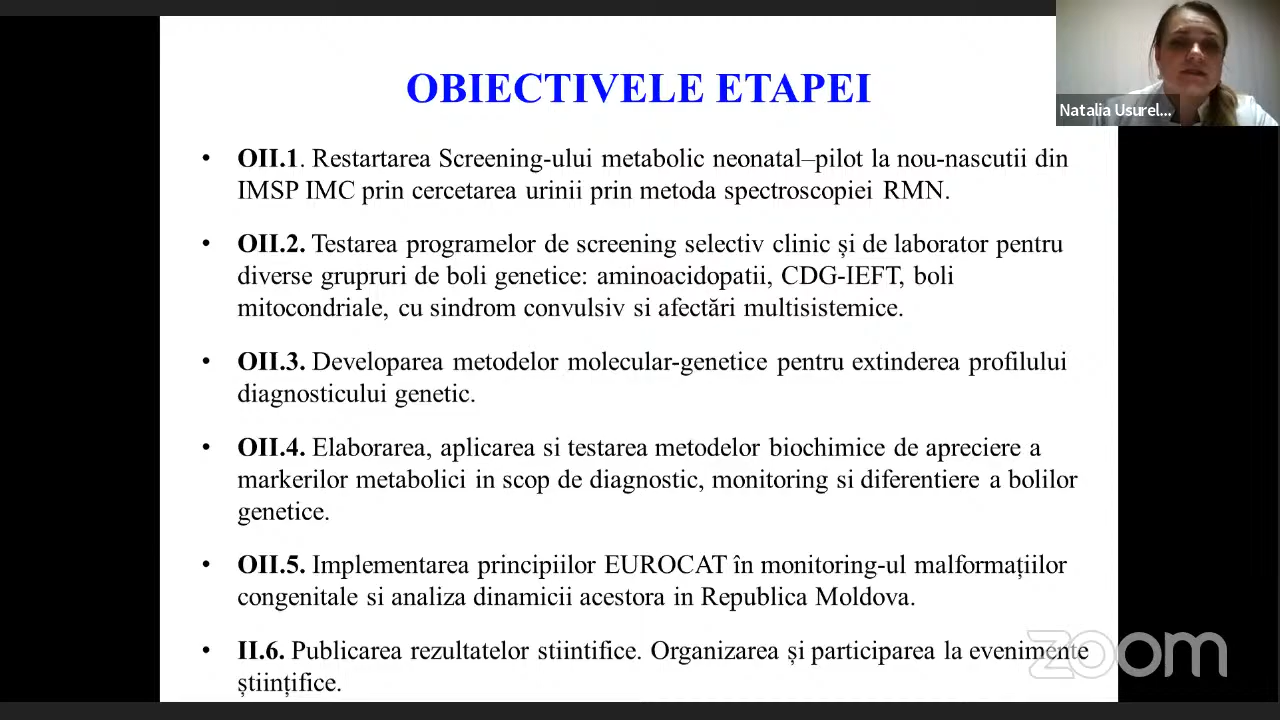 OBIECTIVELE ETAPEI
Natalia Usurel...
• OII.1. Restartarea Screening-ului metabolic neonatal–pilot la nou-nascutii din
IMSP IMC prin cercetarea urinii prin metoda spectroscopiei RMN.
• OII.2. Testarea programelor de screening selectiv clinic și de laborator pentru
diverse grupruri de boli genetice: aminoacidopatii, CDG-IEFT, boli
mitocondriale, cu sindrom convulsiv si afectări multisistemice.
• OII.3. Developarea metodelor molecular-genetice pentru extinderea profilului
diagnosticului genetic.
• OII.4. Elaborarea, aplicarea si testarea metodelor biochimice de apreciere a
markerilor metabolici in scop de diagnostic, monitoring si diferentiere a bolilor
genetice.
• OII.5. Implementarea principiilor EUROCAT în monitoring-ul malformațiilor
congenitale si analiza dinamicii acestora in Republica Moldova.
• II.6. Publicarea rezultatelor stiintifice. Organizarea și participarea la evenimente
științifice.
zoom